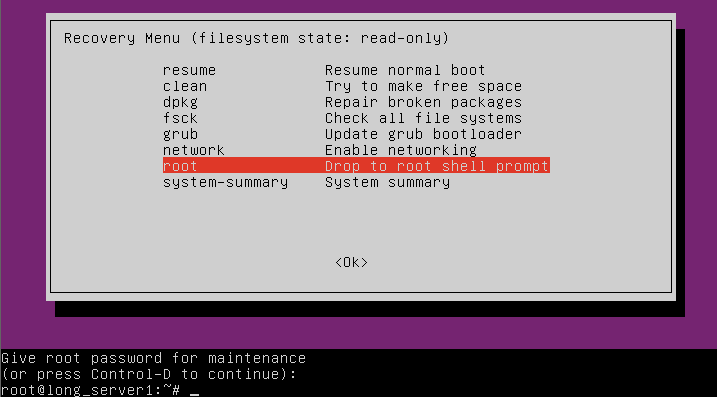 Recovery Menu (filesystem state: read-only)
resume Resume normal boot
clean Try to make free space
dpkg Repair broken packages
fsck Check all file systems
grub Update grub bootloader
network Enable networking
root Drop to root shell prompt
system-summary System summary
<Ok>
Give root password for maintenance
(or press Control-D to continue):
root@long_server1:~# _